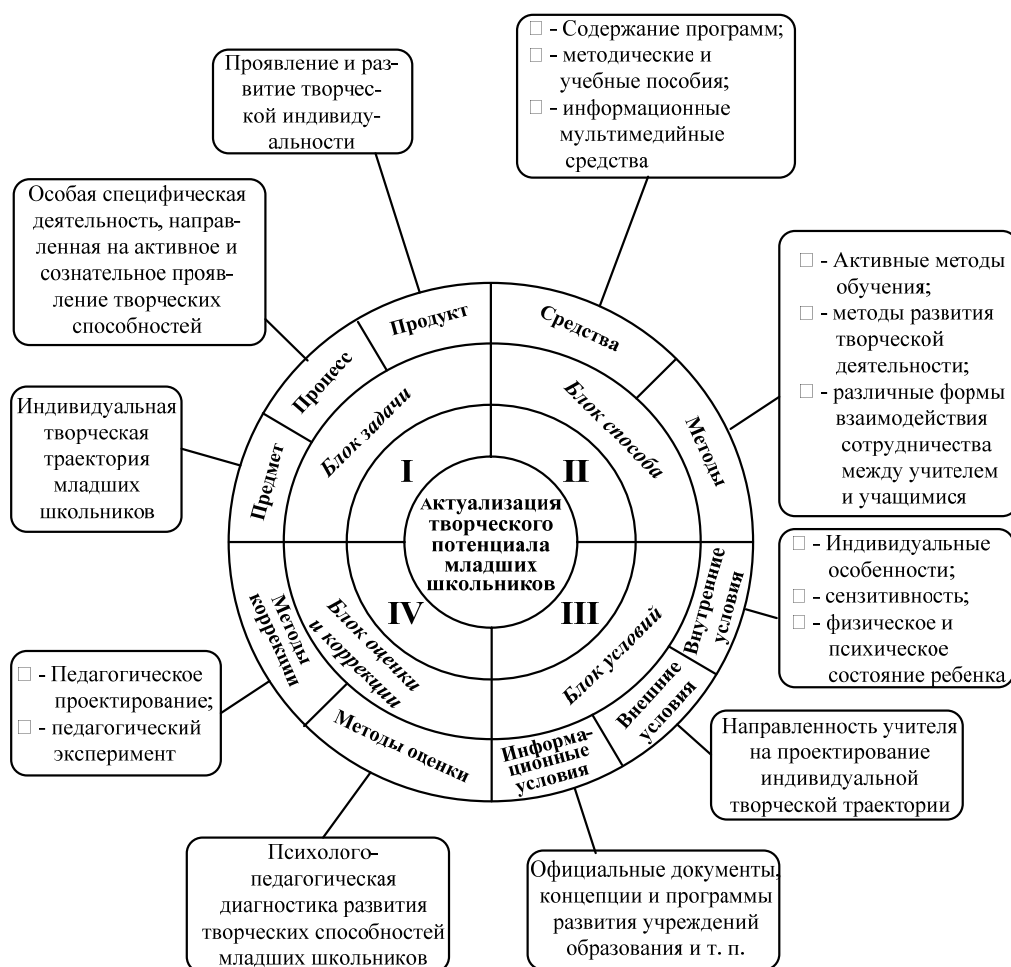 Проявление и раз-
витие творчес-
кой индивиду-
альности
□ - Содержание программ;
□ - методические и
учебные пособия;
□ - информационные
мультимедийные
средства
Особая специфическая
деятельность, направ-
ленная на активное и
сознательное прояв-
ление творческих
способностей
□ - Активные методы
обучения;
□ - методы развития
творческой
деятельности;
□ - различные формы
взаимодействия
сотрудничества
между учителем
и учащимися
Индивидуальная
творческая
траектория
младших
школьников
Предмет
Процесс
Продукт
Средства
Методы
Блок задачи
Блок способа
I
II
Актуализация
творческого
потенциала
младших
школьников
IV
III
Блок оценки
и коррекции
Блок условий
Методы
коррекции
Методы оценки
Информа-
ционные
условия
Внешние
условия
Внутренние
условия
□ - Индивидуальные
особенности;
□ - сензитивность;
□ - физическое и
психическое
состояние ребенка
□ - Педагогическое
проектирование;
□ - педагогический
эксперимент
Направленность учителя
на проектирование
индивидуальной
творческой траектории
Психолого-
педагогическая
диагностика развития
творческих способностей
младших школьников
Официальные документы,
концепции и программы
развития учреждений
образования и т. п.